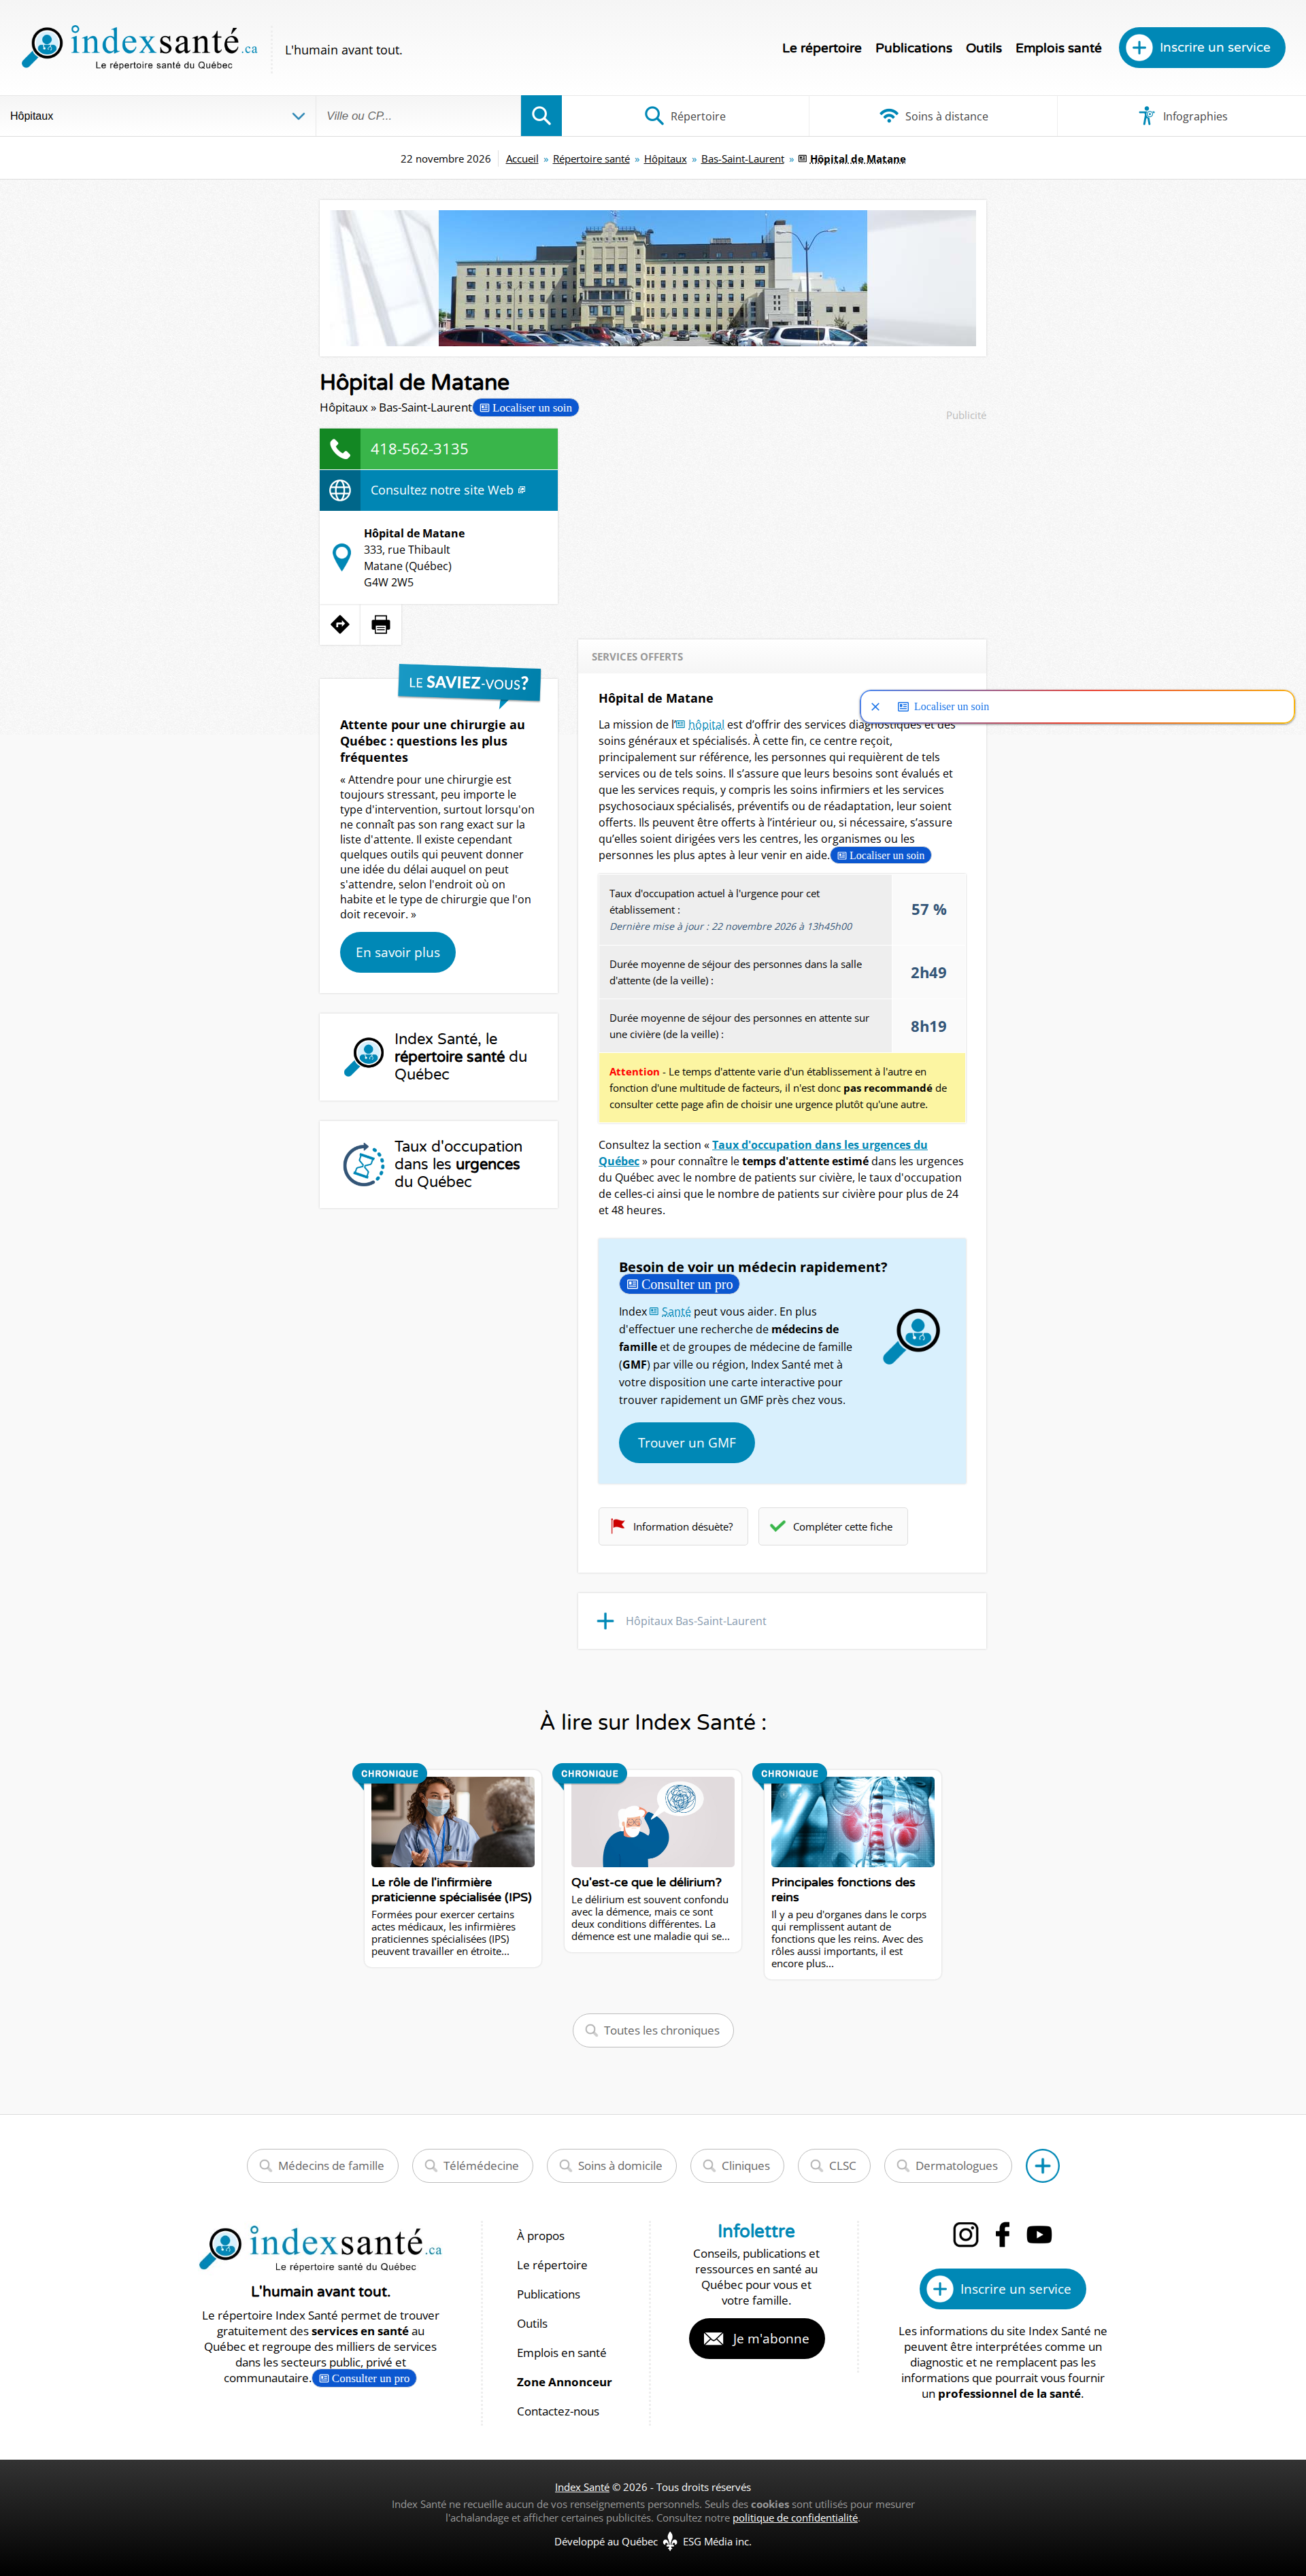 indexsanté.ca
Le répertoire santé du Québec
L'humain avant tout.
Le répertoire
Publications
Outils
Emplois santé
Inscrire un service
Hôpitaux
Ville ou CP...
Répertoire
Soins à distance
Infographies
22 novembre 2026
Accueil » Répertoire santé » Hôpitaux » Bas-Saint-Laurent » Hôpital de Matane
Hôpital de Matane
Hôpitaux » Bas-Saint-Laurent Localiser un soin
Publicité
418-562-3135
Consultez notre site Web
Hôpital de Matane
333, rue Thibault
Matane (Québec)
G4W 2W5
LE SAVIEZ-VOUS?
Attente pour une chirurgie au
Québec : questions les plus
fréquentes
« Attendre pour une chirurgie est
toujours stressant, peu importe le
type d'intervention, surtout lorsqu'on
ne connaît pas son rang exact sur la
liste d'attente. Il existe cependant
quelques outils qui peuvent donner
une idée du délai auquel on peut
s'attendre, selon l'endroit où on
habite et le type de chirurgie que l'on
doit recevoir. »
En savoir plus
Index Santé, le
répertoire santé du
Québec
Taux d'occupation
dans les urgences
du Québec
SERVICES OFFERTS
Hôpital de Matane
Localiser un soin
La mission de l’hôpital est d’offrir des services diagnostiques et des
soins généraux et spécialisés. À cette fin, ce centre reçoit,
principalement sur référence, les personnes qui requièrent de tels
services ou de tels soins. Il s’assure que leurs besoins sont évalués et
que les services requis, y compris les soins infirmiers et les services
psychosociaux spécialisés, préventifs ou de réadaptation, leur soient
offerts. Ils peuvent être offerts à l’intérieur ou, si nécessaire, s’assure
qu’elles soient dirigées vers les centres, les organismes ou les
personnes les plus aptes à leur venir en aide. Localiser un soin
Taux d'occupation actuel à l'urgence pour cet
établissement :
Dernière mise à jour : 22 novembre 2026 à 13h45h00
57 %
Durée moyenne de séjour des personnes dans la salle
d'attente (de la veille) :
2h49
Durée moyenne de séjour des personnes en attente sur
une civière (de la veille) :
8h19
Attention - Le temps d'attente varie d'un établissement à l'autre en
fonction d'une multitude de facteurs, il n'est donc pas recommandé de
consulter cette page afin de choisir une urgence plutôt qu'une autre.
Consultez la section « Taux d'occupation dans les urgences du
Québec » pour connaître le temps d'attente estimé dans les urgences
du Québec avec le nombre de patients sur civière, le taux d'occupation
de celles-ci ainsi que le nombre de patients sur civière pour plus de 24
et 48 heures.
Besoin de voir un médecin rapidement?
Consulter un pro
Index Santé peut vous aider. En plus
d'effectuer une recherche de médecins de
famille et de groupes de médecine de famille
(GMF) par ville ou région, Index Santé met à
votre disposition une carte interactive pour
trouver rapidement un GMF près chez vous.
Trouver un GMF
Information désuète?
Compléter cette fiche
Hôpitaux Bas-Saint-Laurent
À lire sur Index Santé :
CHRONIQUE
Le rôle de l'infirmière
praticienne spécialisée (IPS)
Formées pour exercer certains
actes médicaux, les infirmières
praticiennes spécialisées (IPS)
peuvent travailler en étroite...
CHRONIQUE
Qu'est-ce que le délirium?
Le délirium est souvent confondu
avec la démence, mais ce sont
deux conditions différentes. La
démence est une maladie qui se...
CHRONIQUE
Principales fonctions des
reins
Il y a peu d'organes dans le corps
qui remplissent autant de
fonctions que les reins. Avec des
rôles aussi importants, il est
encore plus...
Toutes les chroniques
Médecins de famille
Télémédecine
Soins à domicile
Cliniques
CLSC
Dermatologues
indexsanté.ca
Le répertoire santé du Québec
L'humain avant tout.
Le répertoire Index Santé permet de trouver
gratuitement des services en santé au
Québec et regroupe des milliers de services
dans les secteurs public, privé et
communautaire. Consulter un pro
À propos
Le répertoire
Publications
Outils
Emplois en santé
Zone Annonceur
Contactez-nous
Infolettre
Conseils, publications et
ressources en santé au
Québec pour vous et
votre famille.
Je m'abonne
Inscrire un service
Les informations du site Index Santé ne
peuvent être interprétées comme un
diagnostic et ne remplacent pas les
informations que pourrait vous fournir
un professionnel de la santé.
Index Santé © 2026 - Tous droits réservés
Index Santé ne recueille aucun de vos renseignements personnels. Seuls des cookies sont utilisés pour mesurer
l'achalandage et afficher certaines publicités. Consultez notre politique de confidentialité.
Développé au Québec ESG Média inc.